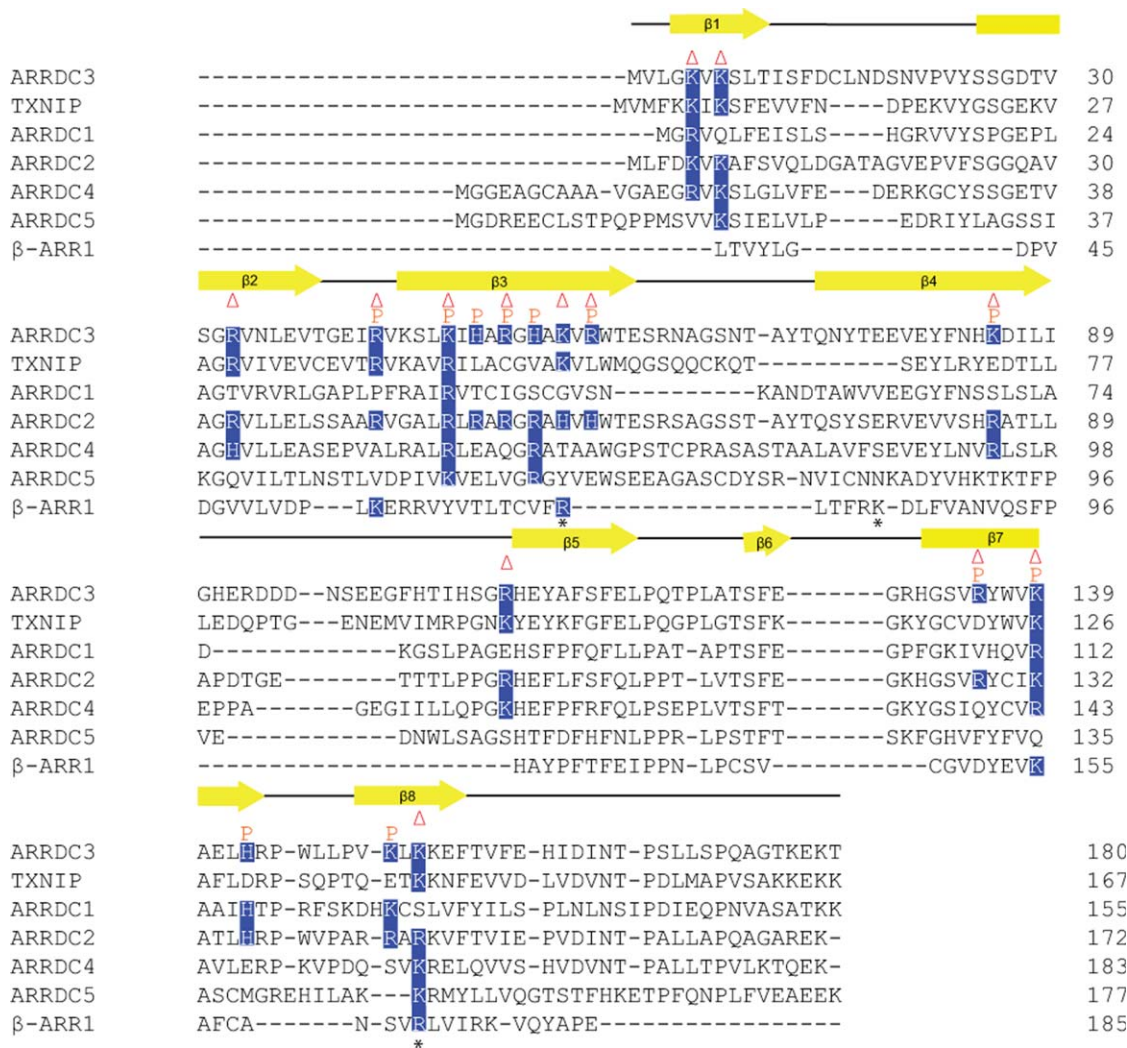 β1
Δ Δ
ARRDC3 ------------------------------MVLGKVKSLTISFDCLNDSNVPVYSSGDTV 30
TXNIP -----------------------------MVMFKKIKSFEVVFN----DPEKVYGSGEKV 27
ARRDC1 --------------------------------MGRVQLFEISLS----HGRVVYSPGEPL 24
ARRDC2 ------------------------------MLFDKVKAFSVQLDGATAGVEPVFSGGQAV 30
ARRDC4 ------------------MGGEAGCAAA-VGAEGRVKSLGLVFE---DERKGCYSSGETV 38
ARRDC5 ------------------MGDREECLSTPQPPMSVVKSIELVLP-----EDRIYLAGSSI 37
β-ARR1 ------------------------------------LTVYLG---------------DPV 45
β2 β3 β4
Δ Δ Δ Δ Δ Δ Δ
P P P P P P P
ARRDC3 SGRVNLEVTGEIRVKSLKIHARGHAKVRWTESRNAGSNT-AYTQNYTEEVEYFNHKDILI 89
TXNIP AGRVIVEVCEVTRVKAVRILACGVAKVLWMQGSQQCKQT----------SEYLRYEDTLL 77
ARRDC1 AGTVRVRLGAPLPFRAIRVTCIGSCGVSN----------KANDTAWVVEEGYFNSSLSLA 74
ARRDC2 AGRVLLELSSAARVGALRLRARGRAHVHWTESRSAGSST-AYTQSYSERVEVVSHRATLL 89
ARRDC4 AGHVLLEASEPVALRALRLEAQGRATAAWGPSTCPRASASTAALAVFSEVEYLNVRLSLR 98
ARRDC5 KGQVILTLNSTLVDPIVKVELVGRGYVEWSEEAGASCDYSR-NVICNNKADYVHKTKTFP 96
β-ARR1 DGVVLVDP--LKERRVYVTLTCVFR------------------LTFRK-DLFVANVQSFP 96
* *
β5 β6 β7
Δ Δ Δ
P P
ARRDC3 GHERDDD--NSEEGFHTIHSGRHEYAFSFELPQTPLATSFE-------GRHGSVRYWVK 139
TXNIP LEDQPTG---ENEMVIMRPGNKYEYKFGFELPQGPLGTSFK-------GKYGCVDYWVK 126
ARRDC1 D-------------KGSLPAGEHSFPFQFLLPAT-APTSFE-------GPFGKIVHQVR 112
ARRDC2 APDTGE--------TTTLPPGRHEFLFSFQLPPT-LVTSFE-------GKHGSVRYCIK 132
ARRDC4 EPPA-------GEGIILLQPGKHEFPFRFQLPSEPLVTSFT-------GKYGSIQYCVR 143
ARRDC5 VE------------DNWLSAGSHTFDFHFNLPPR-LPSTFT-------SKFGHVFYFVQ 135
β-ARR1 ----------------------HAYPFTFEIPPN-LPCSV-----------CGVDYEVK 155
β8
Δ
P P
ARRDC3 AELHRP-WLLPV-KLKKEFTVFE-HIDINT-PSLLSPQAGTKEKT 180
TXNIP AFLDRP-SQPTQ-ETKKNFEVVD-LVDVNT-PDLMAPVSAKKEKK 167
ARRDC1 AAIHTP-RFSKDHKCSLVFYILS-PLNLNSIPDIEQPNVASATKK 155
ARRDC2 ATLHRP-WVPAR-RARKVFTVIE-PVDINT-PALLAPQAGAREK- 172
ARRDC4 AVLERP-KVPDQ-SVKRELQVVS-HVDVNT-PALLTPVLKTQEK- 183
ARRDC5 ASCMGREHILAK---KRMYLLVQGTSTFHKETPFQNPLFVEAEEK 177
β-ARR1 AFCA-------N-SVRLVIRK-VQYAPE----------------- 185
*